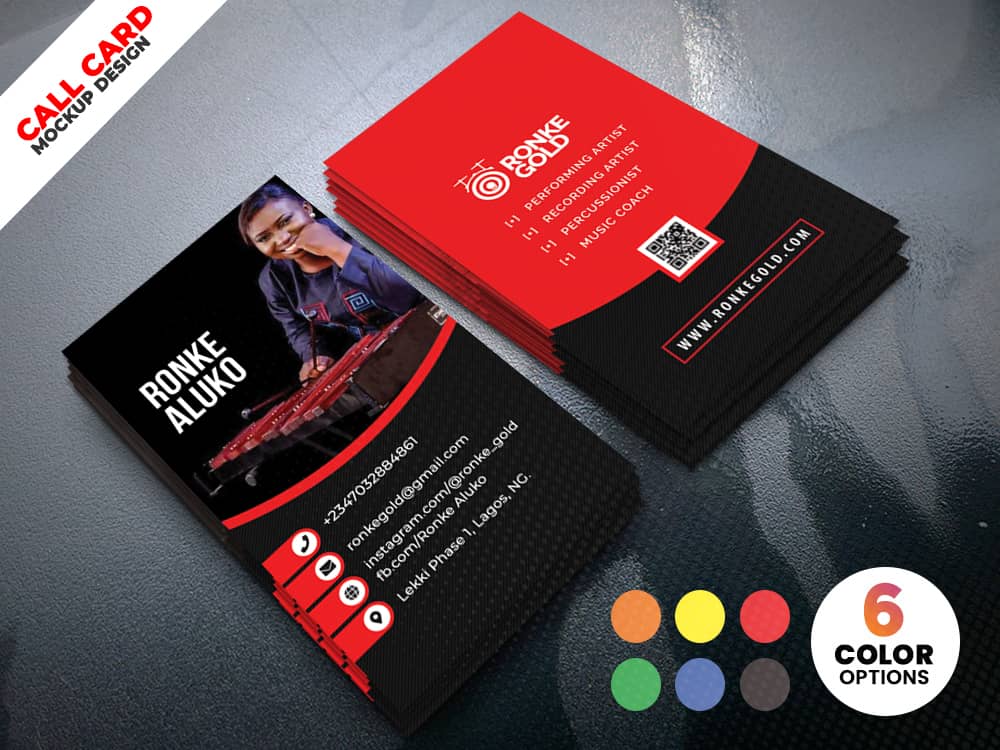 CALL CARD
MOCKUP DESIGN
RONKE
GOLD
[+] PERFORMING ARTIST
[+] RECORDING ARTIST
[+] PERCUSSIONIST
[+] MUSIC COACH
WWW.RONKEGOLD.COM
RONKE
ALUKO
+2347032884861
ronkegold@gmail.com
instagram.com/@ronke_gold
fb.com/Ronke Aluko
Lekki Phase 1, Lagos, NG.
6
COLOR
OPTIONS